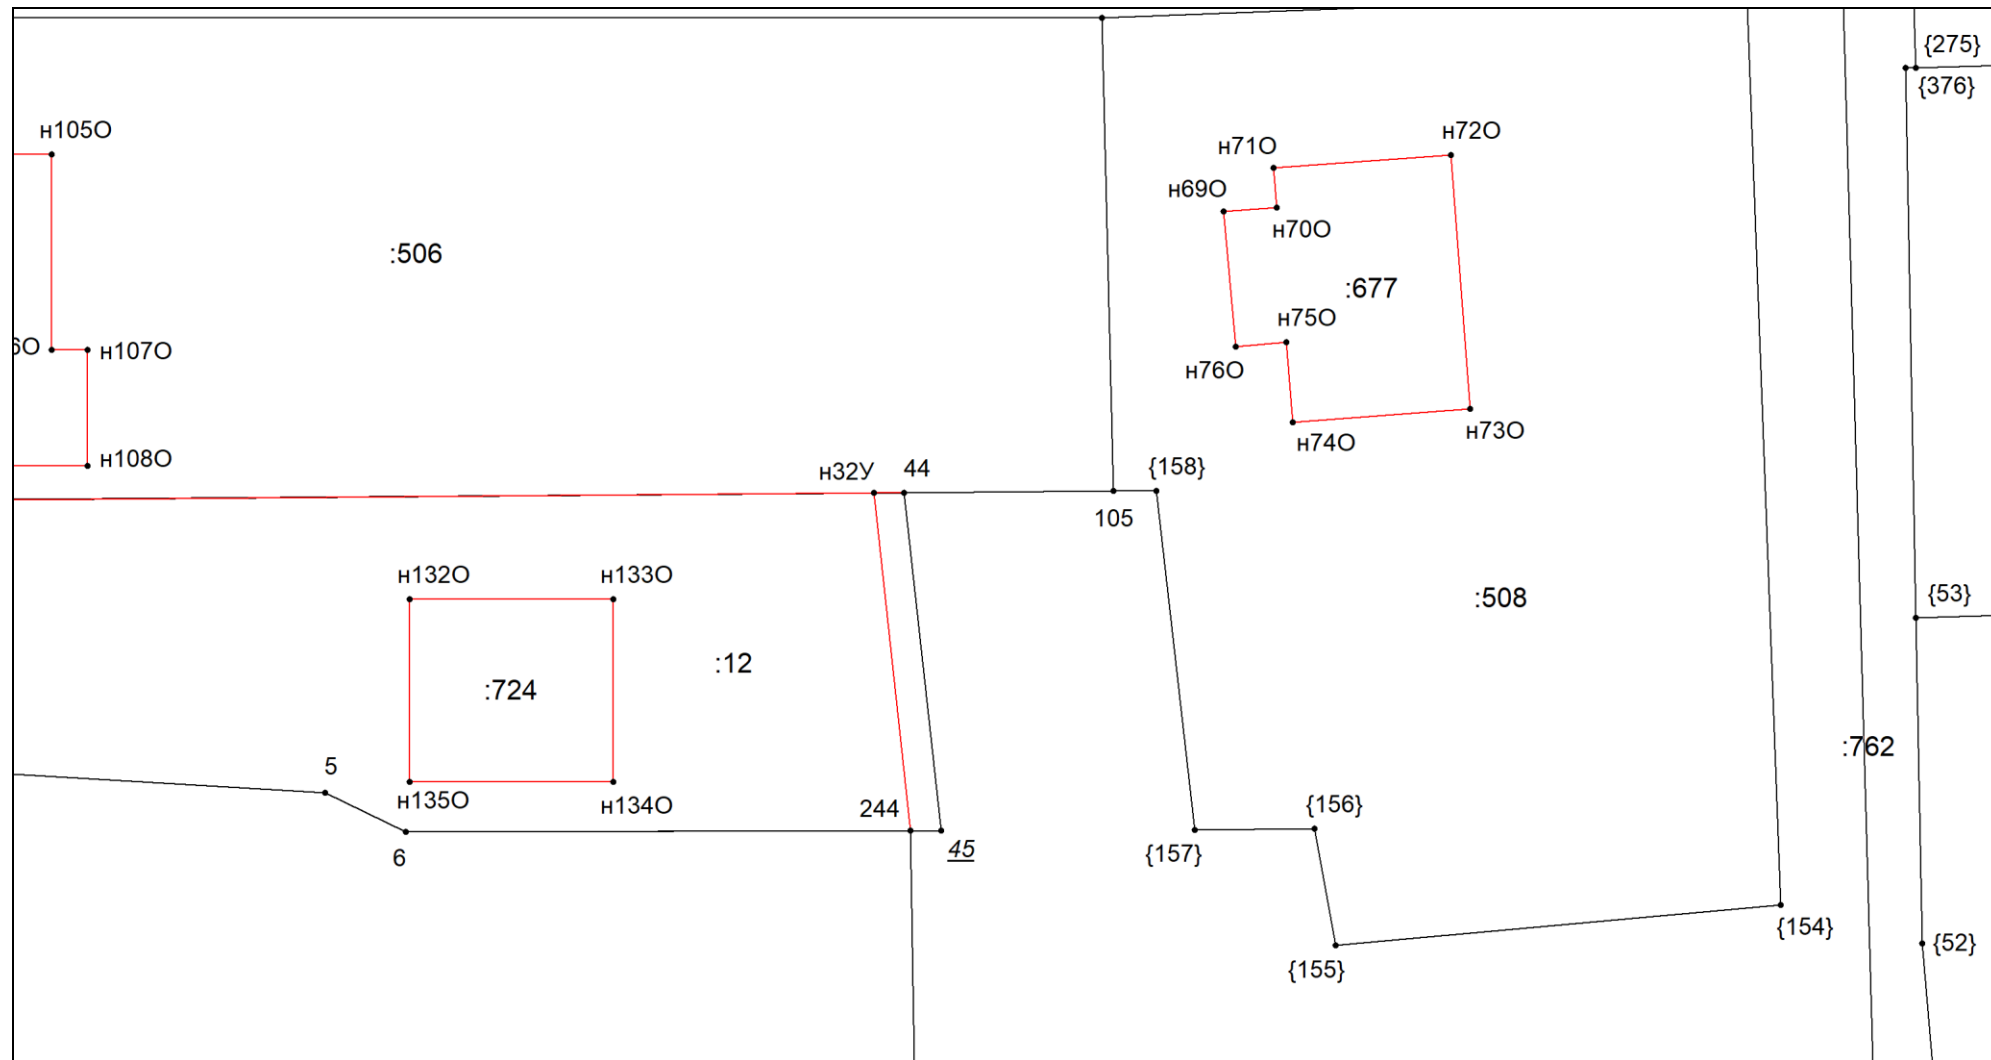 {275}
{376}
н105О
н72О
н71О
н69О
н70О
:506
:677
н75О
6О
н107О
н76О
н74О
н73О
н108О
н32У
44
{158}
105
н132О
н133О
:508
{53}
:12
:724
:762
5
н135О
н134О
244
{156}
6
45
{157}
{154}
{52}
{155}